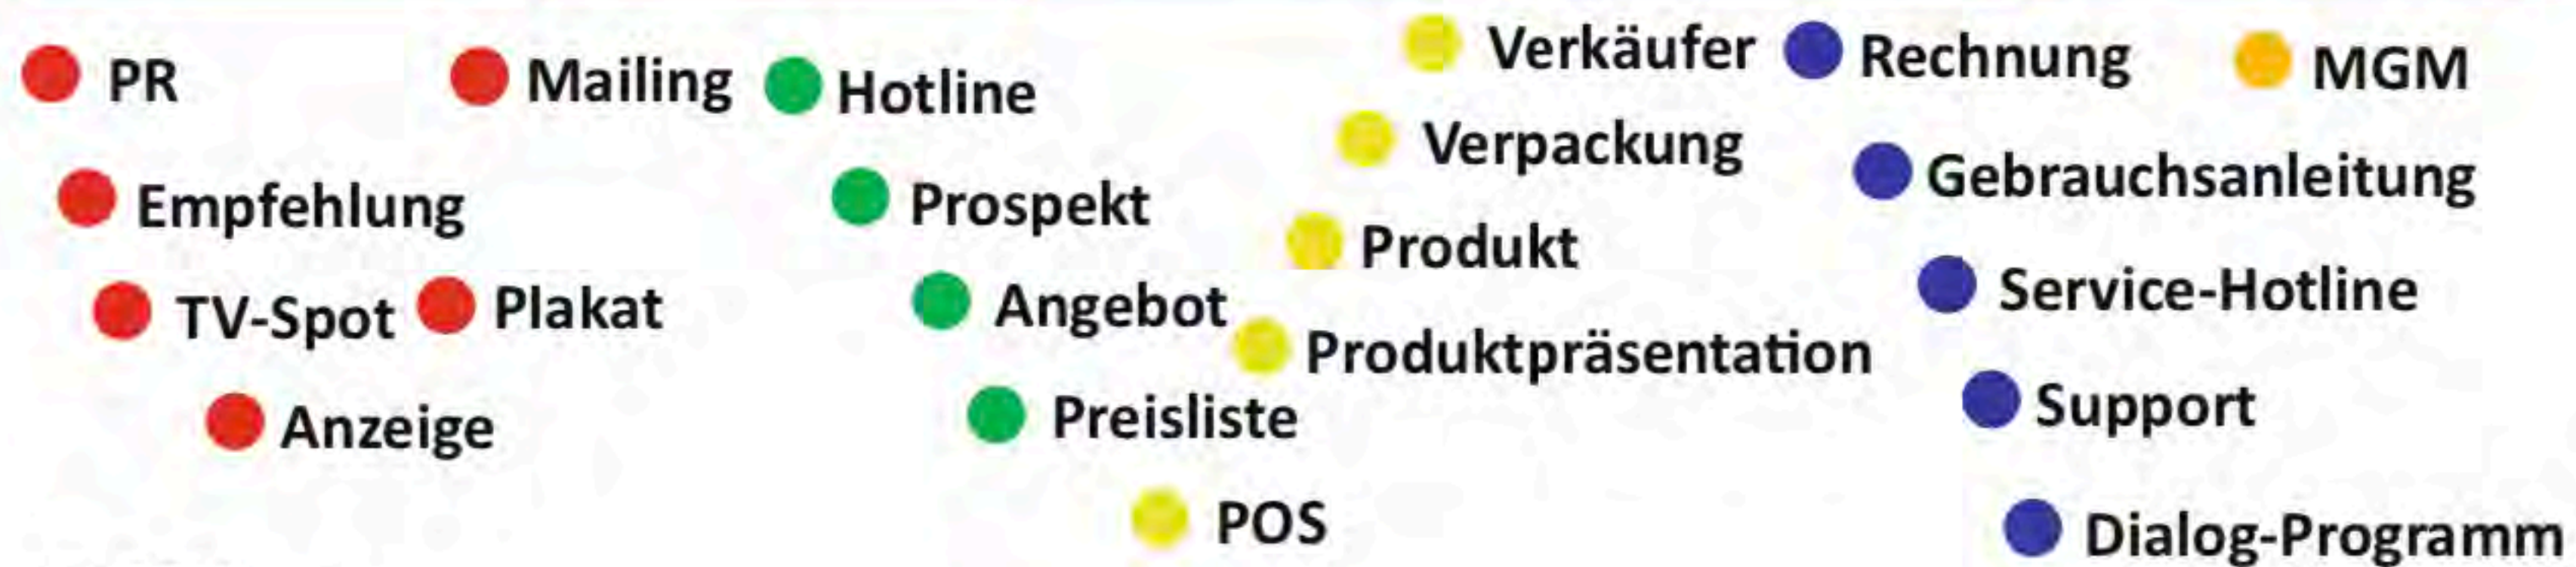 PR
Mailing
Hotline
Verkäufer
Rechnung
MGM
Empfehlung
Prospekt
Verpackung
Gebrauchsanleitung
TV-Spot
Plakat
Angebot
Produkt
Service-Hotline
Anzeige
Preisliste
Produktpräsentation
Support
POS
Dialog-Programm